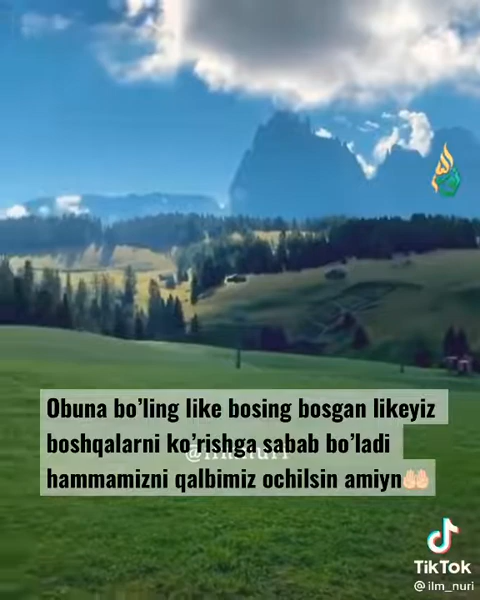 Obuna bo’ling like bosing bosgan likeyiz
boshqalarni ko’rishga sabab bo’ladi
hammamizni qalbimiz ochilsin amiyn🤲🏻
TikTok
@ilm_nuri